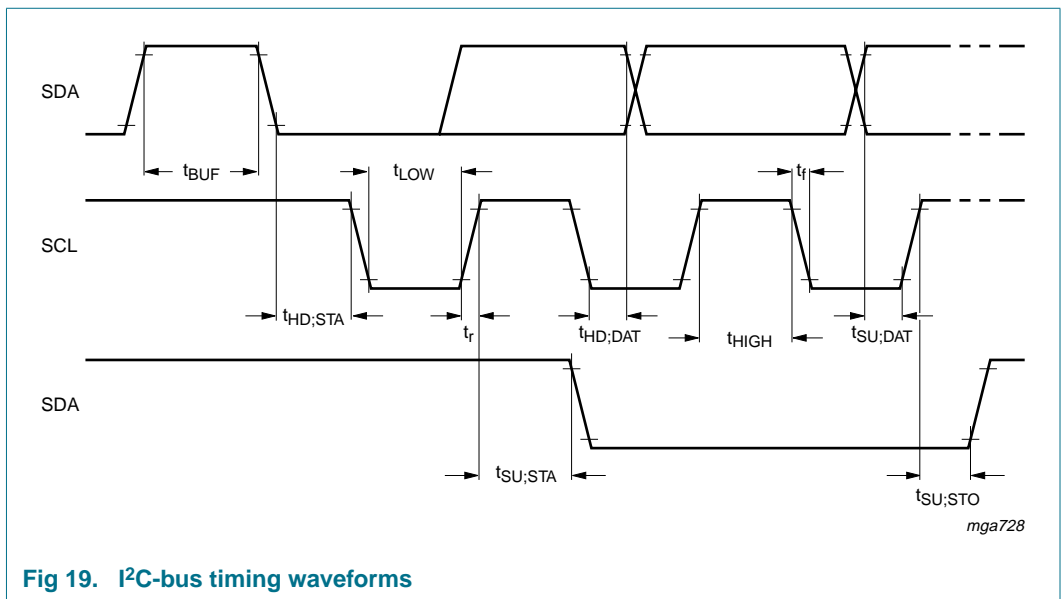 SDA
tBUF
tLOW
tf
SCL
tHD;STA
tr
tHD;DAT
tHIGH
tSU;DAT
SDA
tSU;STA
tSU;STO
mga728
Fig 19. I2C-bus timing waveforms